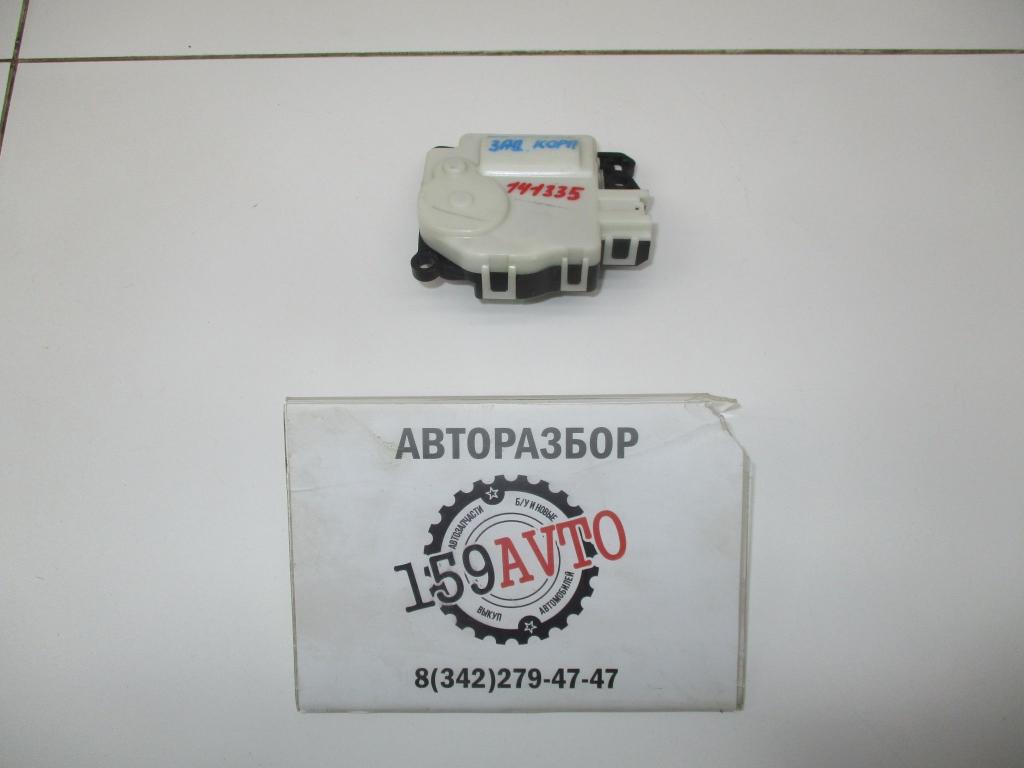 ЗАД. КОРП
141335
АВТОРАЗБОР
АВТОЗАПЧАСТИ
Б/У И НОВЫЕ
159AVTO
ВЫКУП
АВТОМОБИЛЕЙ
8(342)279-47-47